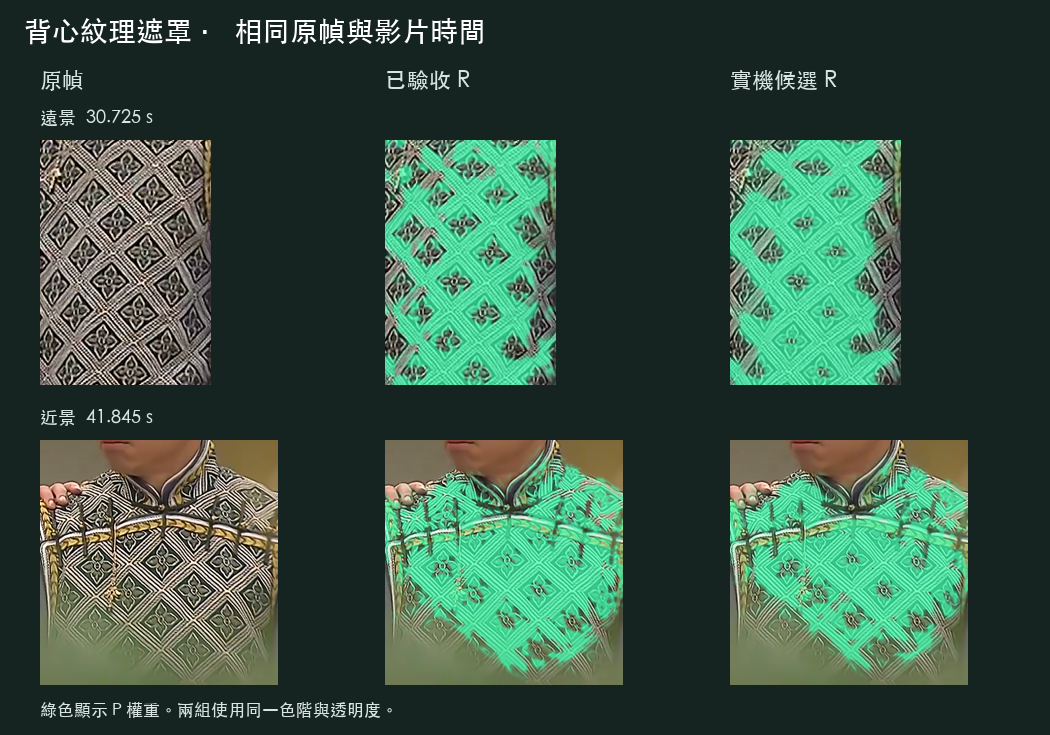 背心紋理遮罩· 相同原幀與影片時間
原幀 已驗收 R 實機候選 R
遠景 30.725 s
近景 41.845 s
綠色顯示 P 權重。兩組使用同一色階與透明度。